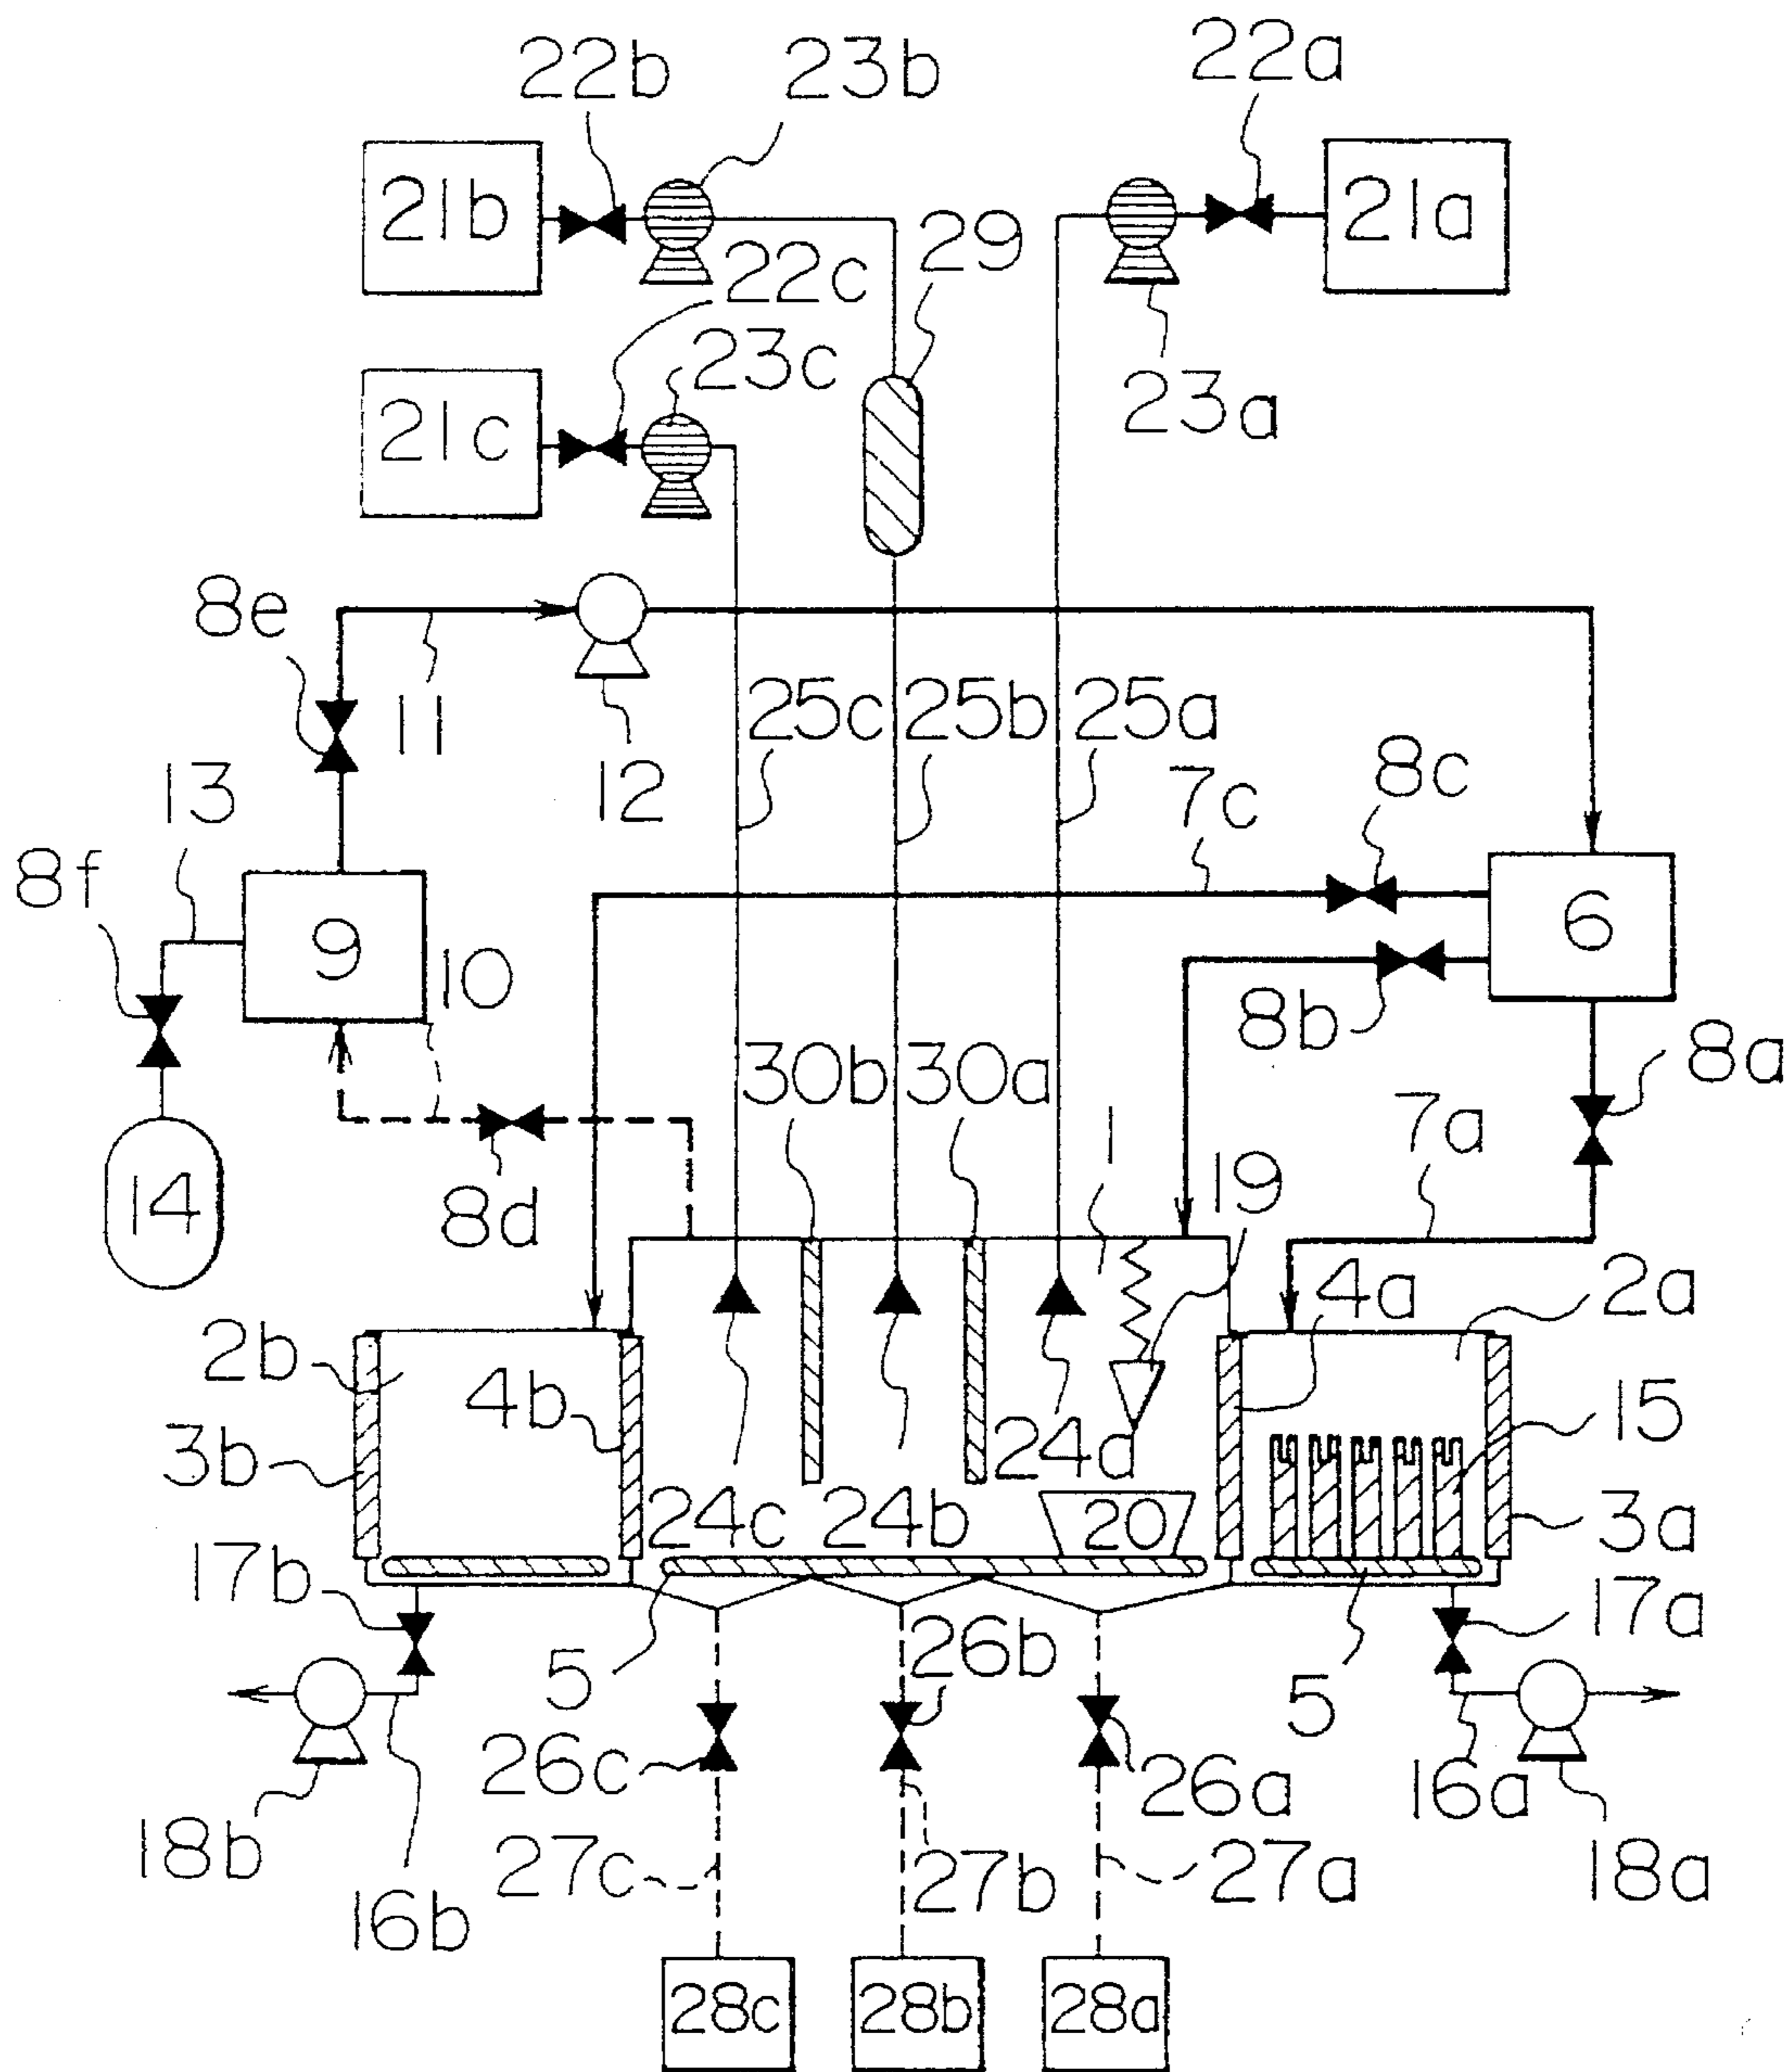 22b 23b 22a
21b 21a
29
22c
23c 23a
21c
8e
25c 25b 25a
11
12 8c
13 7c
8f
9 6
10
8b
30b 30a 8a
7a
1
14 8d 19
4a 2a
2b
4b 15
24a
3b 3a
24c 24b 20
17b 17a
5 26b 5
26c 26a 16a
18b 27c 27b 27a 18a
16b
28c 28b 28a